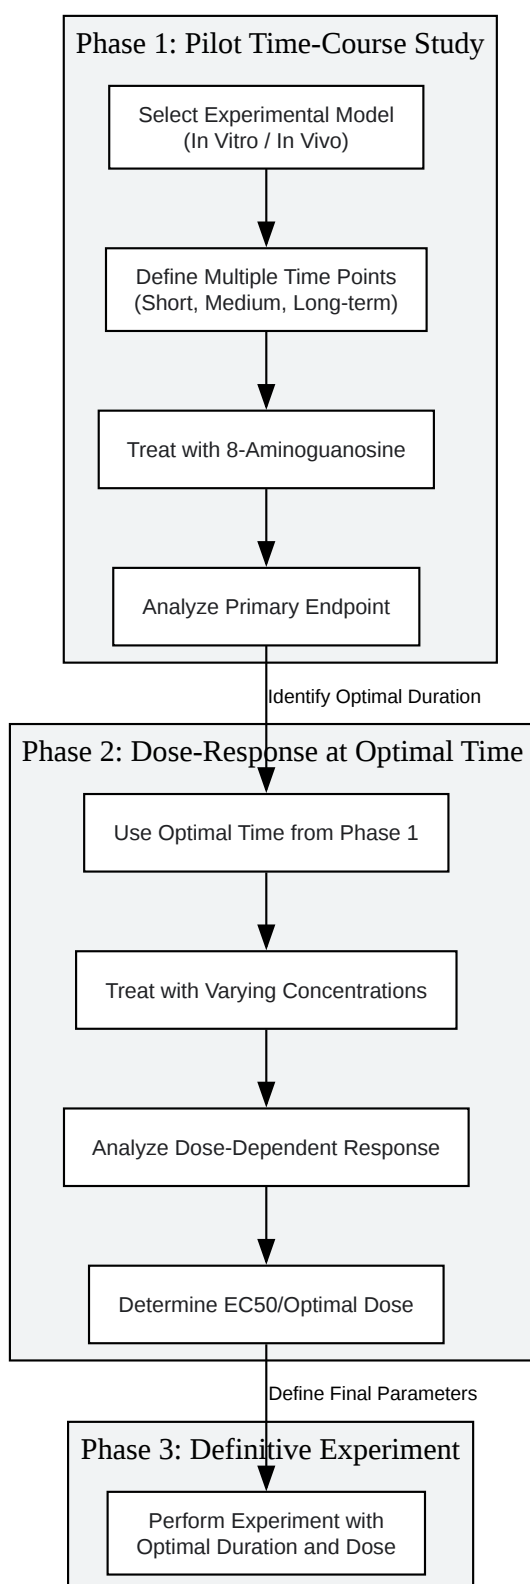 Phase 1: Pilot Time-Course Study
Select Experimental Model
(In Vitro / In Vivo)
Define Multiple Time Points
(Short, Medium, Long-term)
Treat with 8-Aminoguanosine
Analyze Primary Endpoint
Identify Optimal Duration
Phase 2: Dose-Response at Optimal Time
Use Optimal Time from Phase 1
Treat with Varying Concentrations
Analyze Dose-Dependent Response
Determine EC50/Optimal Dose
Define Final Parameters
Phase 3: Definitive Experiment
Perform Experiment with
Optimal Duration and Dose